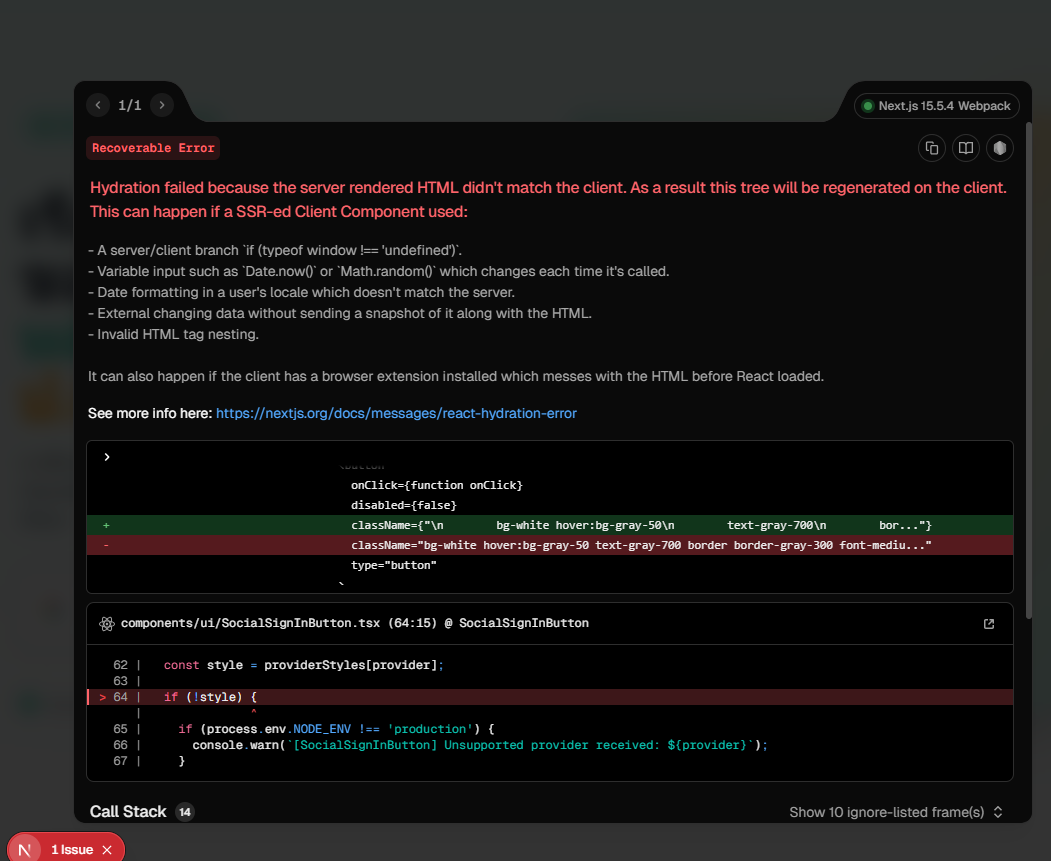 1/1
Next.js 15.5.4 Webpack
Recoverable Error
Hydration failed because the server rendered HTML didn't match the client. As a result this tree will be regenerated on the client.
This can happen if a SSR-ed Client Component used:
- A server/client branch `if (typeof window !== 'undefined')`.
- Variable input such as `Date.now()` or `Math.random()` which changes each time it's called.
- Date formatting in a user's locale which doesn't match the server.
- External changing data without sending a snapshot of it along with the HTML.
- Invalid HTML tag nesting.
It can also happen if the client has a browser extension installed which messes with the HTML before React loaded.
See more info here: https://nextjs.org/docs/messages/react-hydration-error
onClick={function onClick}
disabled={false}
+ className={"\n bg-white hover:bg-gray-50\n text-gray-700\n bor..."}
- className="bg-white hover:bg-gray-50 text-gray-700 border border-gray-300 font-mediu..."
type="button"
components/ui/SocialSignInButton.tsx (64:15) @ SocialSignInButton
62 | const style = providerStyles[provider];
63 |
> 64 | if (!style) {
| ^
65 | if (process.env.NODE_ENV !== 'production') {
66 | console.warn(`[SocialSignInButton] Unsupported provider received: ${provider}`);
67 | }
Call Stack 14
Show 10 ignore-listed frame(s)
N 1 Issue